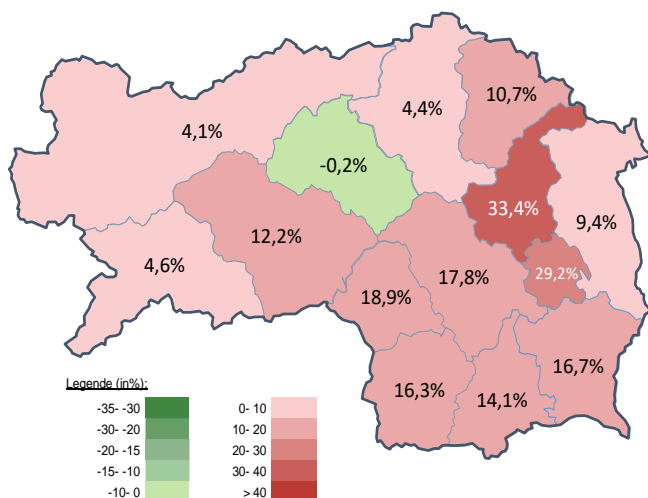 10,7%
4,4%
4,1%
-0,2%
33,4%
9,4%
12,2%
4,6%
17,8%
29,2%
18,9%
16,7%
16,3%
14,1%
Legende (in%):
-35- -30 0- 10
-30- -20 10- 20
-20- -15 20- 30
-15- -10 30- 40
-10- 0 > 40